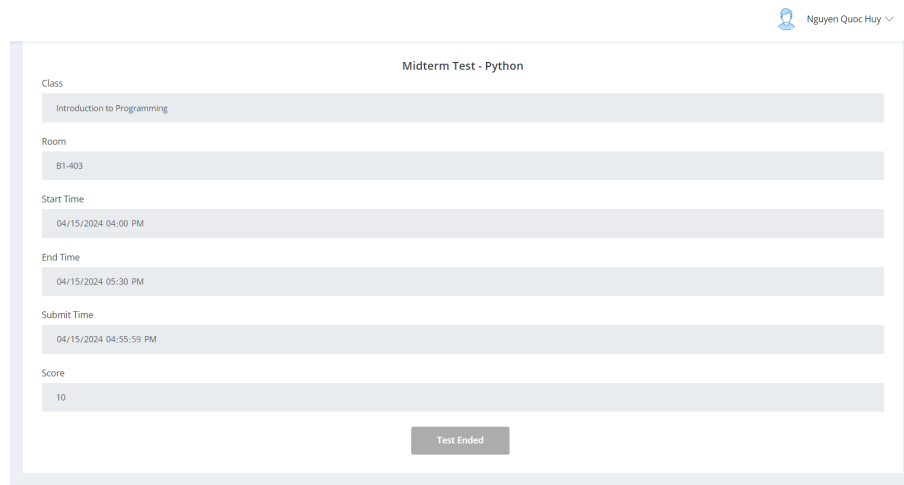 Nguyen Quoc Huy
Midterm Test - Python
Class
Introduction to Programming
Room
B1-403
Start Time
04/15/2024 04:00 PM
End Time
04/15/2024 05:30 PM
Submit Time
04/15/2024 04:55:59 PM
Score
10
Test Ended